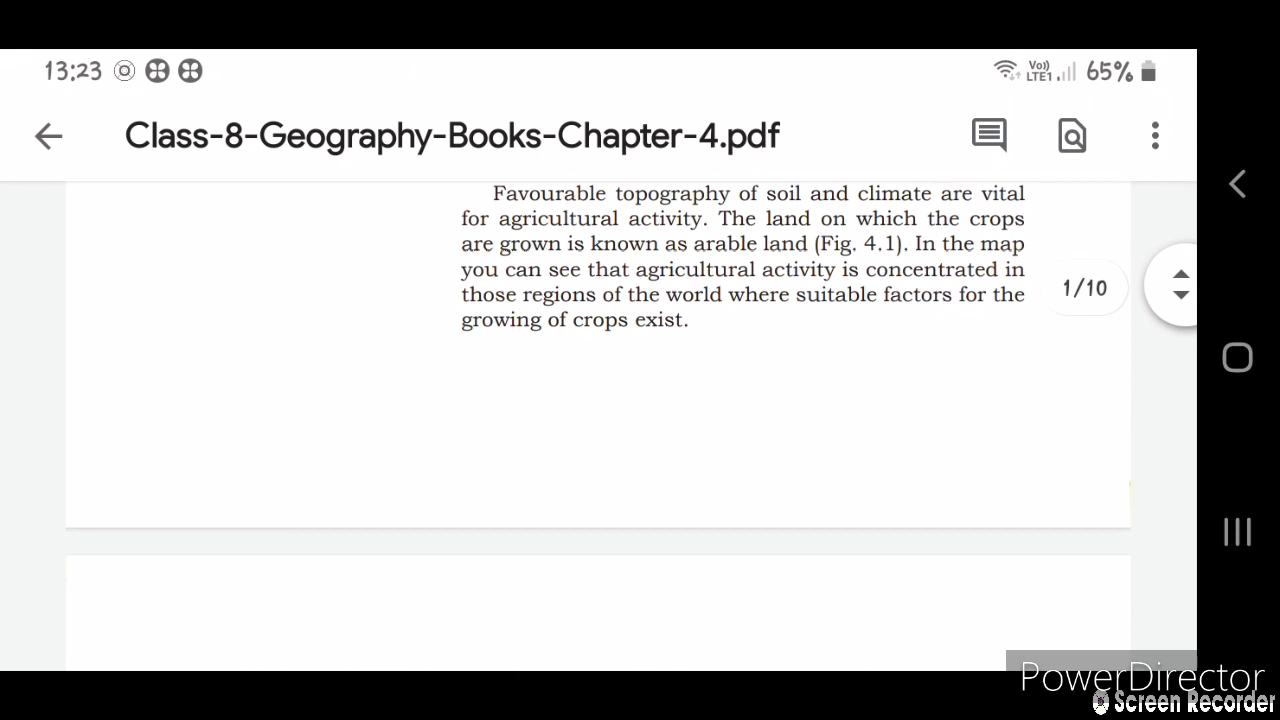 13:23 Vo)) LTE1 65%
Class-8-Geography-Books-Chapter-4.pdf
Favourable topography of soil and climate are vital
for agricultural activity. The land on which the crops
are grown is known as arable land (Fig. 4.1). In the map
you can see that agricultural activity is concentrated in
those regions of the world where suitable factors for the
growing of crops exist.
1/10
PowerDirector
Screen Recorder